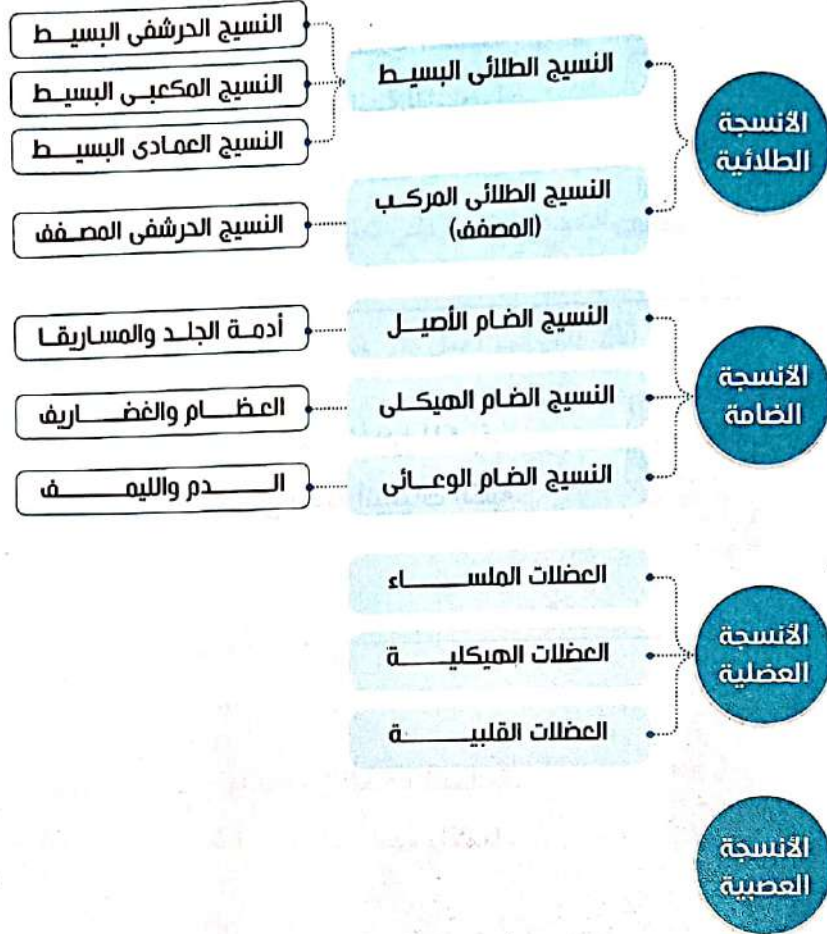 الأنسجة
الطلائية
النسيج الطلائى البسيط
النسيج الحرشفى البسيط
النسيج المكعبى البسيط
النسيج العمادى البسيط
النسيج الطلائى المركب
(المصفف)
النسيج الحرشفى المصفف
الأنسجة
الضامة
النسيج الضام الأصيل
أدمة الجلد والمساريقا
النسيج الضام الهيكلى
العظام والغضاريف
النسيج الضام الوعائى
الدم والليمف
الأنسجة
العضلية
العضلات الملساء
العضلات الهيكلية
العضلات القلبية
الأنسجة
العصبية